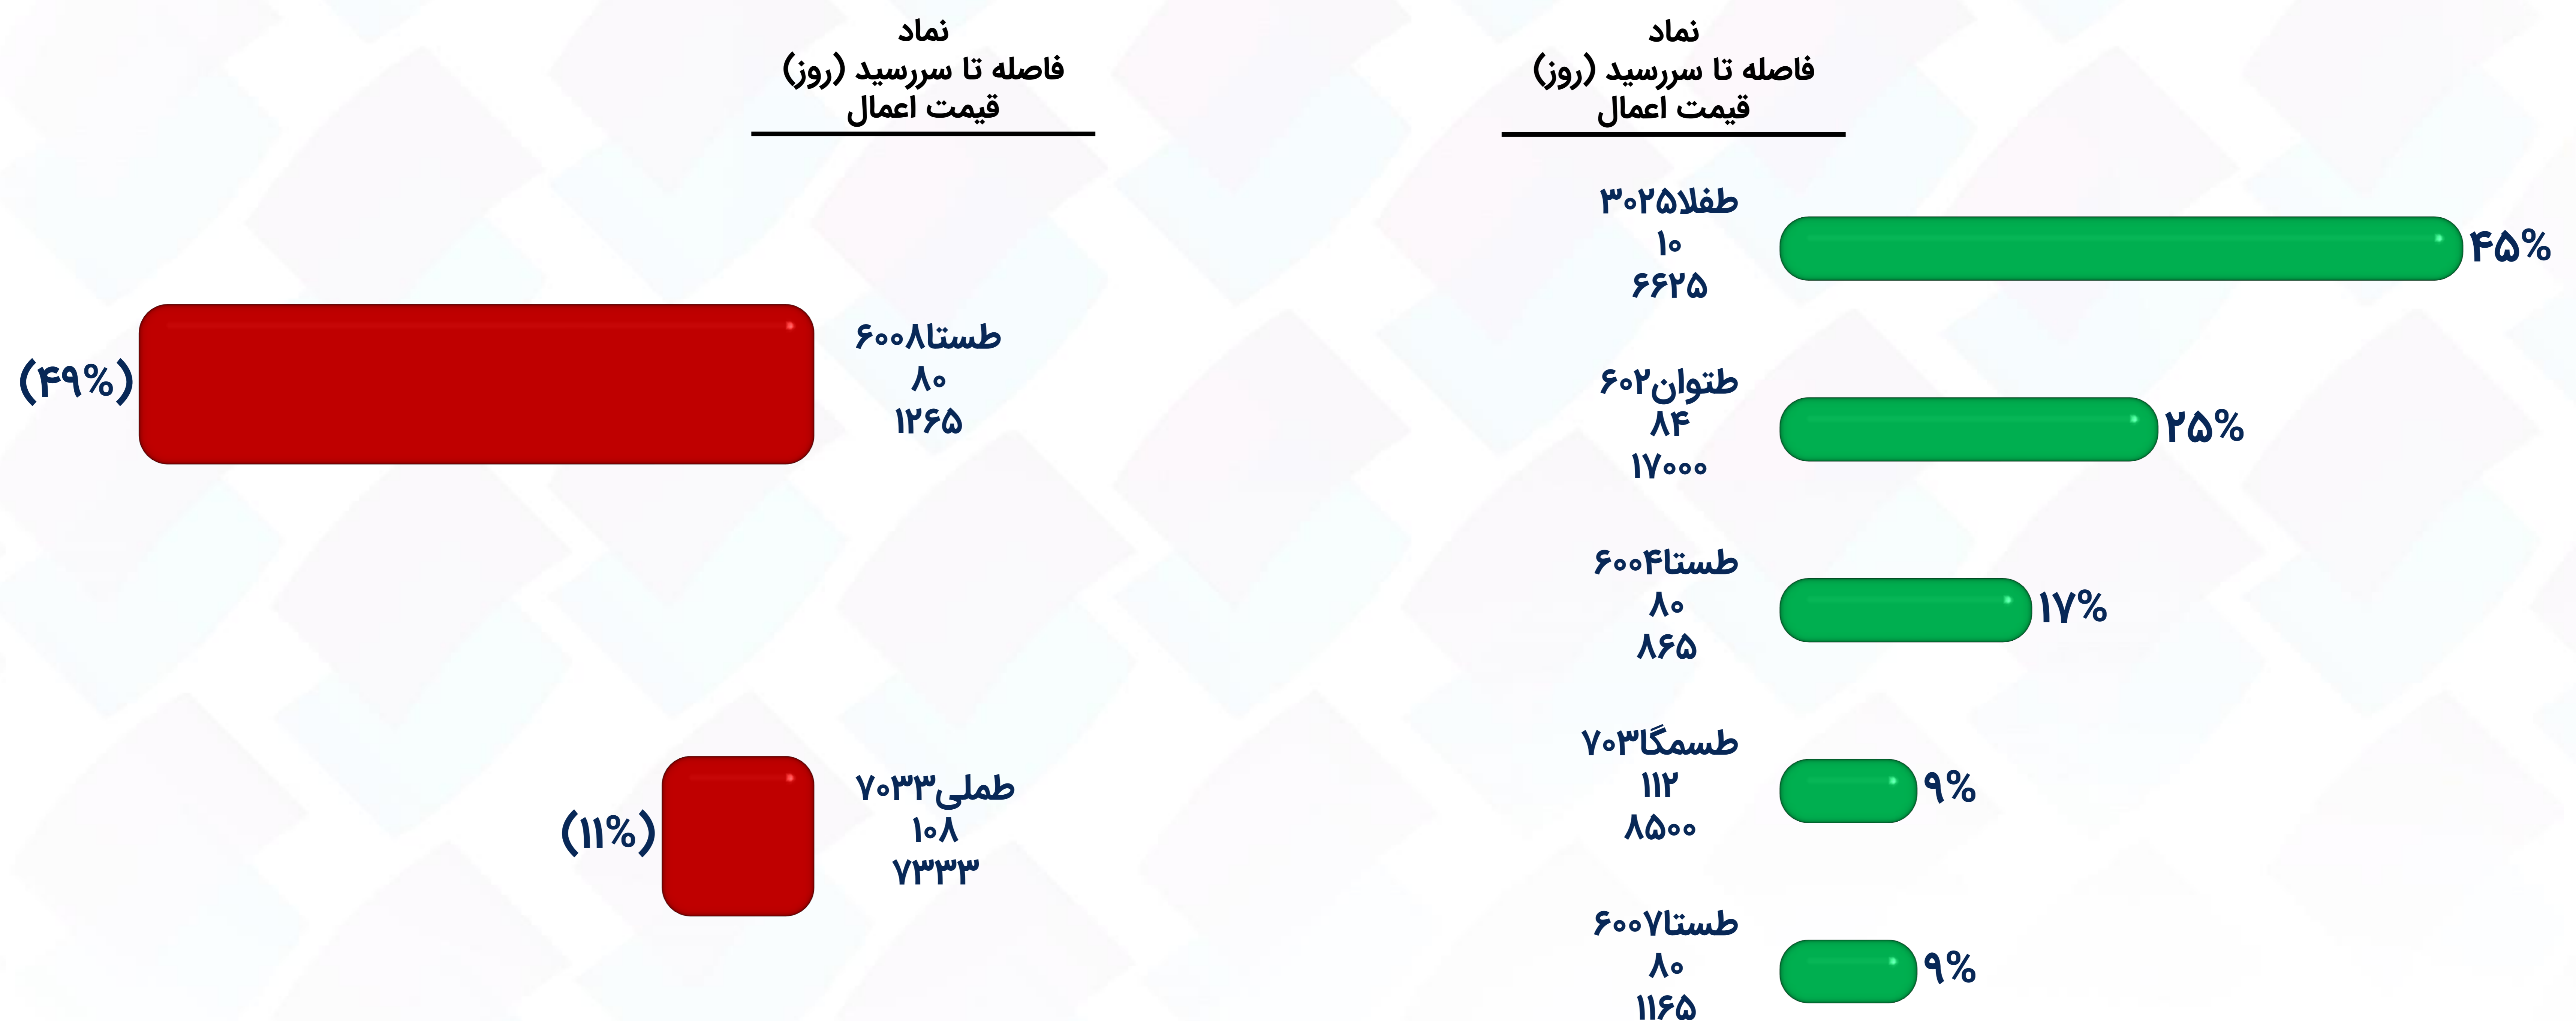 نماد
فاصله تا سررسید (روز)
قیمت اعمال
طفلا۳۰۲۵
۱۰
۶۶۲۵
۴۵%
طتوان۶۰۲
۸۴
۱۷۰۰۰
۲۵%
طستا۶۰۰۴
۸۰
۸۶۵
۱۷%
طسمگا۷۰۳
۱۱۲
۸۵۰۰
۹%
طستا۶۰۰۷
۸۰
۱۱۶۵
۹%
نماد
فاصله تا سررسید (روز)
قیمت اعمال
طستا۶۰۰۸
۸۰
۱۲۶۵
(۴۹%)
طملی۷۰۳۳
۱۰۸
۷۳۳۳
(۱۱%)